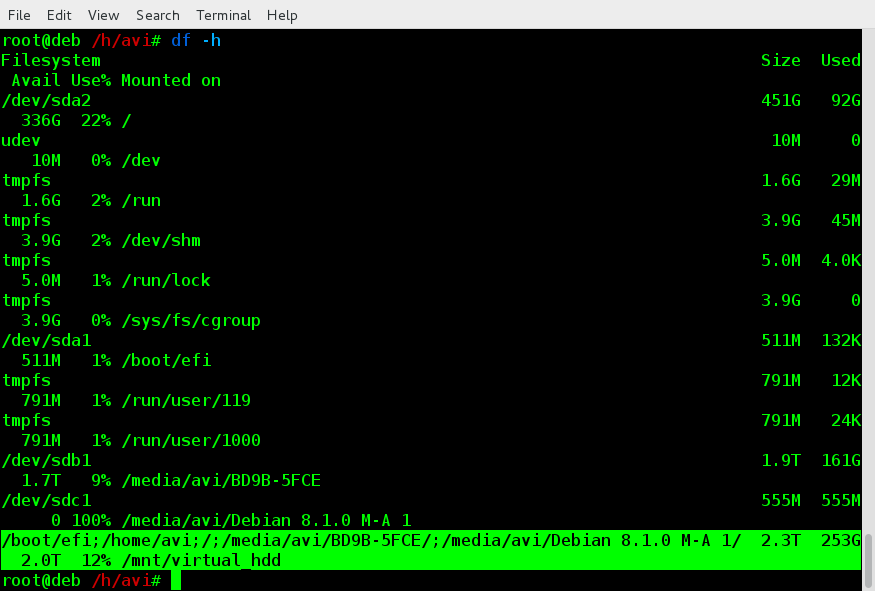 File Edit View Search Terminal Help
root@deb /h/avi# df -h
Filesystem Size Used
Avail Use% Mounted on
/dev/sda2 451G 92G
336G 22% /
udev 10M 0
10M 0% /dev
tmpfs 1.6G 29M
1.6G 2% /run
tmpfs 3.9G 45M
3.9G 2% /dev/shm
tmpfs 5.0M 4.0K
5.0M 1% /run/lock
tmpfs 3.9G 0
3.9G 0% /sys/fs/cgroup
/dev/sda1 511M 132K
511M 1% /boot/efi
tmpfs 791M 12K
791M 1% /run/user/119
tmpfs 791M 24K
791M 1% /run/user/1000
/dev/sdb1 1.9T 161G
1.7T 9% /media/avi/BD9B-5FCE
/dev/sdc1 555M 555M
0 100% /media/avi/Debian 8.1.0 M-A 1
/boot/efi;/home/avi;/;/media/avi/BD9B-5FCE/;/media/avi/Debian 8.1.0 M-A 1/ 2.3T 253G
2.0T 12% /mnt/virtual_hdd
root@deb /h/avi#